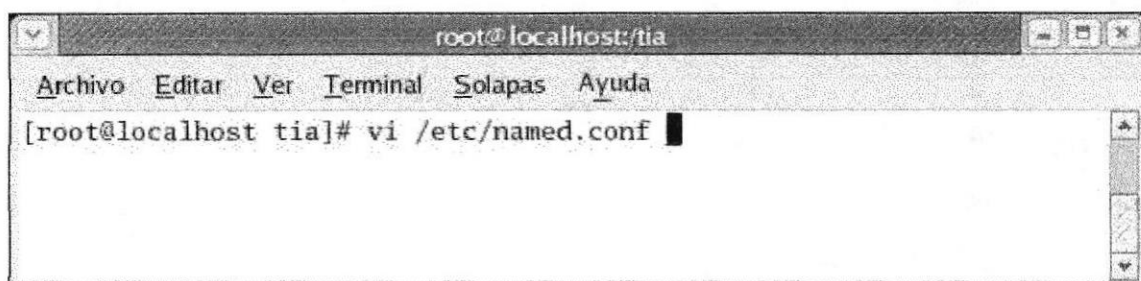 root@localhost:/tia
Archivo Editar Ver Terminal Solapas Ayuda
[root@localhost tia]# vi /etc/named.conf